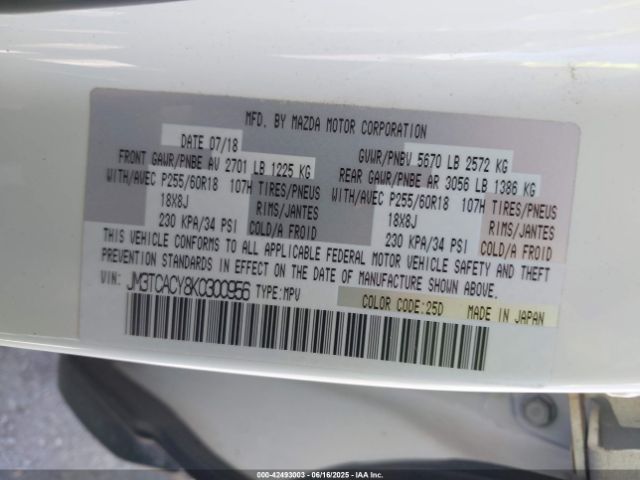 MFD. BY MAZDA MOTOR CORPORATION
DATE 07/18 GVWR/PNBV 5670 LB 2572 KG
FRONT GAWR/PNBE AV 2701 LB 1225 KG REAR GAWR/PNBE AR 3056 LB 1386 KG
WITH/AVEC P255/60R18 107H TIRES/PNEUS WITH/AVEC P255/60R18 107H TIRES/PNEUS
18X8J RIMS/JANTES 18X8J RIMS/JANTES
230 KPA/34 PSI COLD/A FROID 230 KPA/34 PSI COLD/A FROID
THIS VEHICLE CONFORMS TO ALL APPLICABLE FEDERAL MOTOR VEHICLE SAFETY AND THEFT
PREVENTION STANDARDS IN EFFECT ON THE DATE OF MANUFACTURE SHOWN ABOVE.
VIN: JM3TCACY8K0300956 TYPE:MPV COLOR CODE:25D MADE IN JAPAN
000-42493003 - 06/16/2025 - IAA Inc.